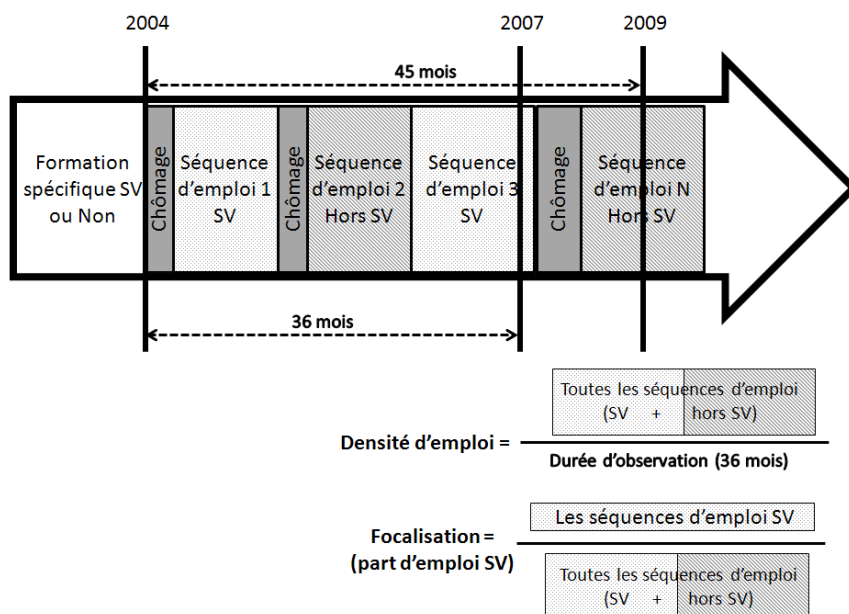 2004
2007
2009
45 mois
Formation
spécifique SV
ou Non
Chômage
Séquence
d'emploi 1
SV
Chômage
Séquence
d'emploi 2
Hors SV
Séquence
d'emploi 3
SV
Chômage
Séquence
d'emploi N
Hors SV
36 mois
Densité d'emploi =
Toutes les séquences d'emploi
(SV + hors SV)
Durée d'observation (36 mois)
Focalisation =
(part d'emploi SV)
Les séquences d'emploi SV
Toutes les séquences d'emploi
(SV + hors SV)